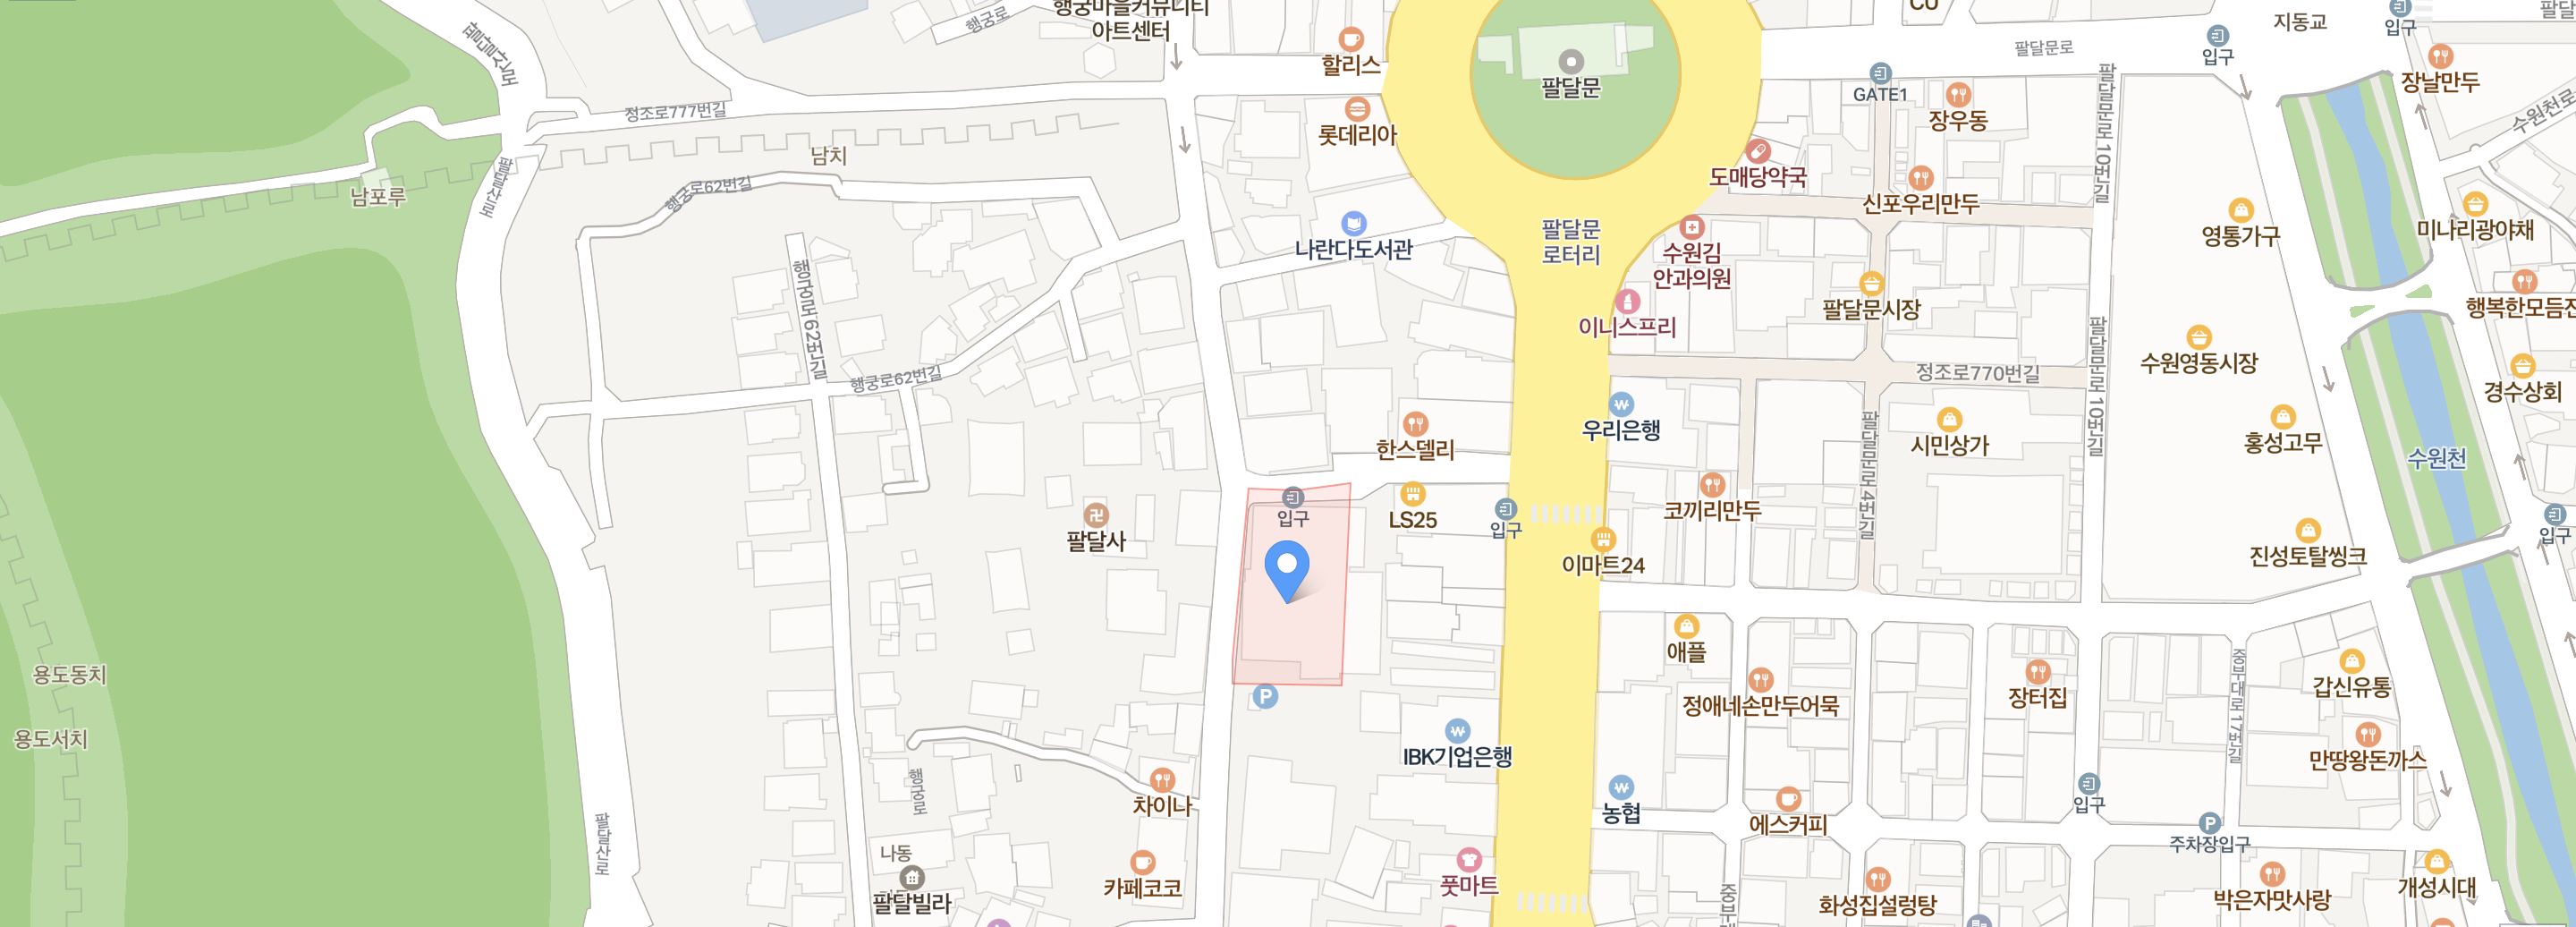 행궁마을커뮤니티
아트센터
행궁로
팔달산로
정조로777번길
남치
남포루
팔달산로
행궁로62번길
행궁로62번길
행궁로62번길
할리스
롯데리아
나란다도서관
팔달문
팔달문
로터리
CU
GATE1
팔달문로
지동교
입구
입구
장날만두
수원천로
장우동
도매당약국
신포우리만두
수원김
안과의원
이니스프리
팔달문시장
팔달문로10번길
팔달문로10번길
영통가구
미나리광야채
수원영동시장
경수상회
정조로770번길
우리은행
시민상가
홍성고무
수원천
코끼리만두
팔달문로4번길
진성토탈씽크
입구
한스델리
입구
LS25
입구
이마트24
팔달사
용도동치
용도서치
팔달산로
행궁로
차이나
카페코코
나동
팔달빌라
P
IBK기업은행
풋마트
애플
정애네손만두어묵
장터집
농협
에스커피
화성집설렁탕
입구
P
주차장입구
중부대로17번길
갑신유통
만땅왕돈까스
박은자맛사랑
개성시대